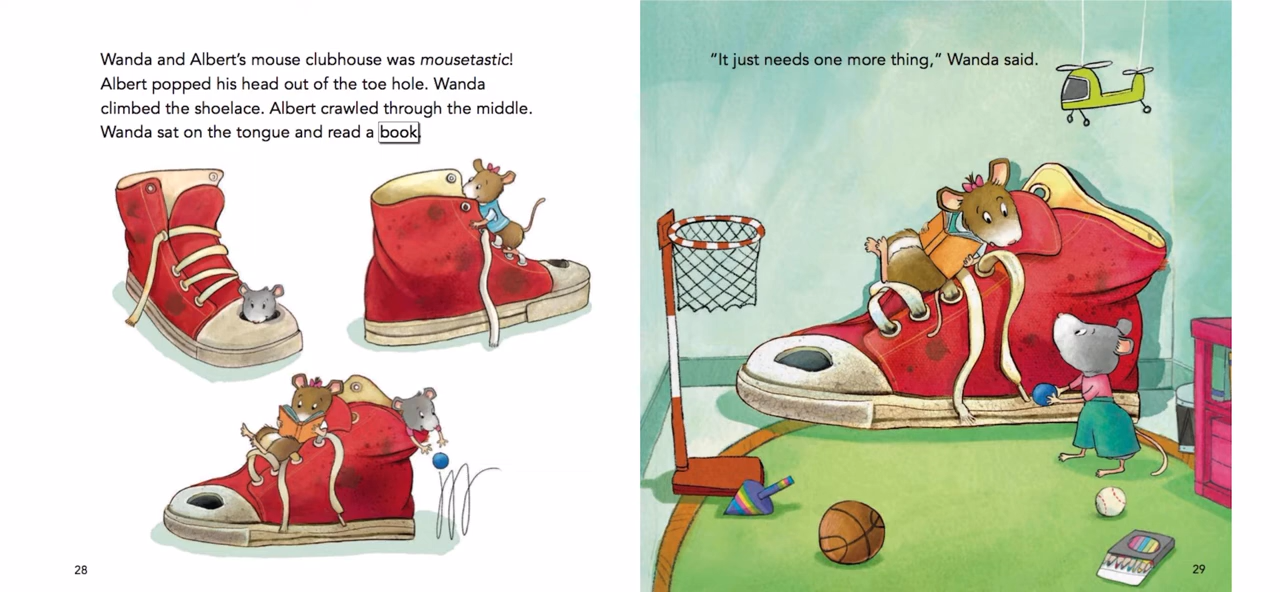 Wanda and Albert’s mouse clubhouse was mousetastic!
Albert popped his head out of the toe hole. Wanda
climbed the shoelace. Albert crawled through the middle.
Wanda sat on the tongue and read a book.
28
“It just needs one more thing,” Wanda said.
29